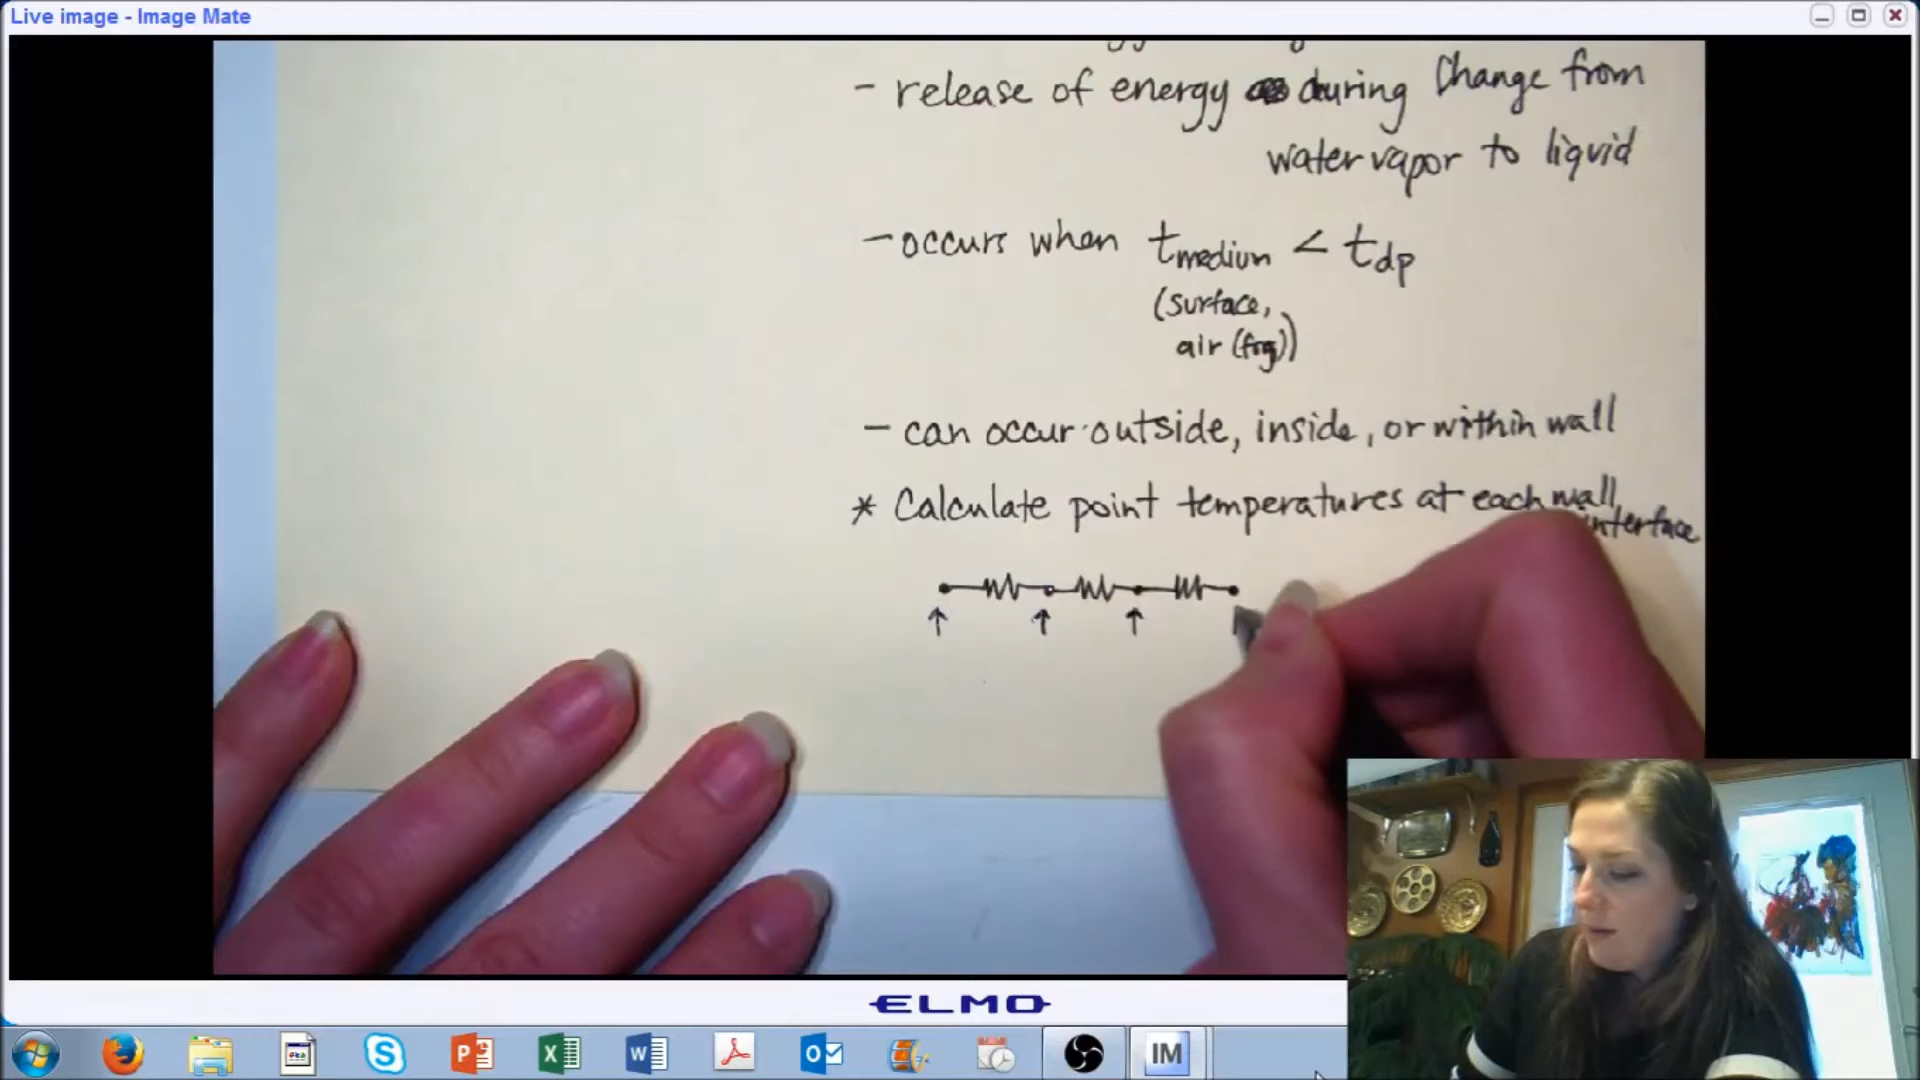 Live image - Image Mate
- release of energy during Change from
water vapor to liquid
- occurs when tmedium < tdp
(surface,
air (fog))
- can occur outside, inside, or within wall
* Calculate point temperatures at each wall
interface
ELMO
IM